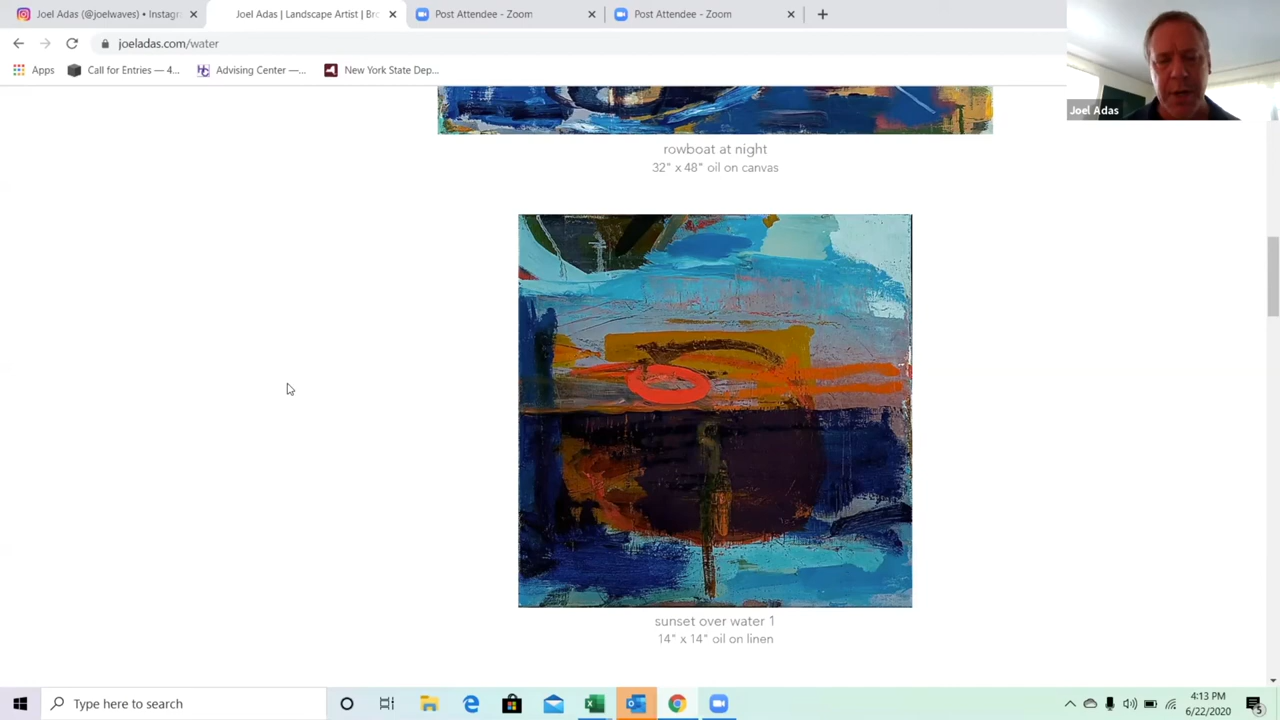 Joel Adas (@joelwaves) • Instagr
Joel Adas | Landscape Artist | Bro
Post Attendee - Zoom
Post Attendee - Zoom
joeladas.com/water
Apps
Call for Entries — 4...
Advising Center —...
New York State Dep...
Joel Adas
rowboat at night
32" x 48" oil on canvas
sunset over water 1
14" x 14" oil on linen
Type here to search
4:13 PM
6/22/2020
5